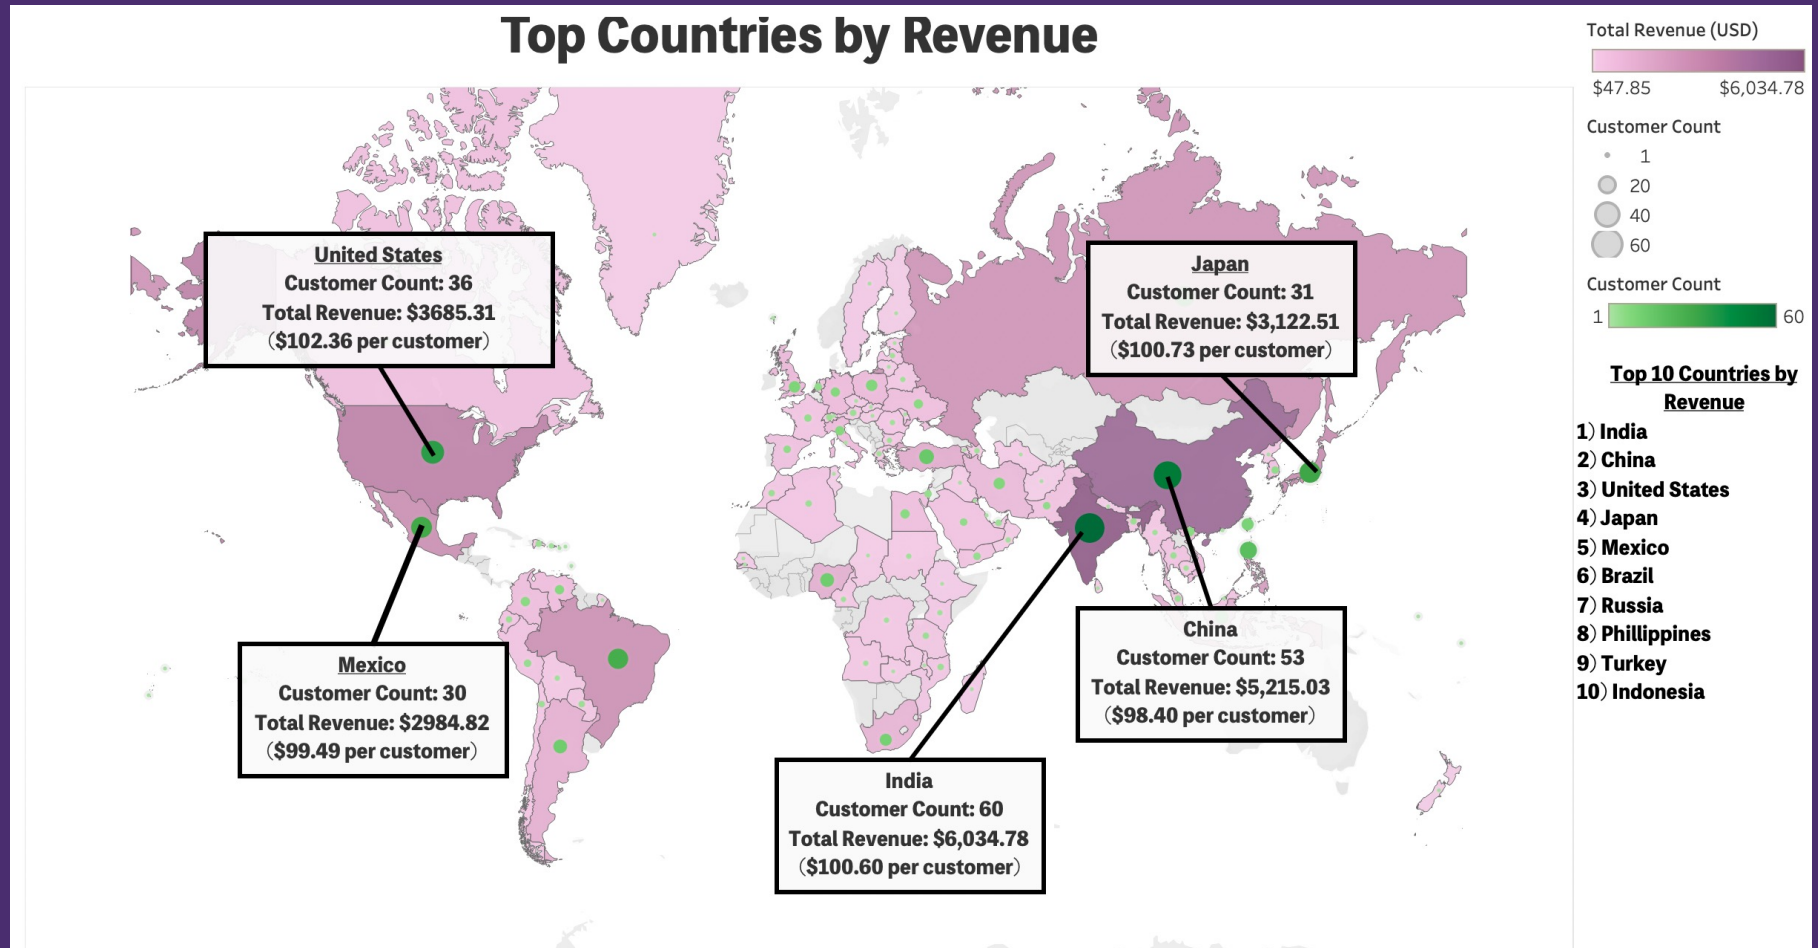 Top Countries by Revenue
Total Revenue (USD)
$47.85 $6,034.78
Customer Count
1
20
40
60
Customer Count
1 60
Top 10 Countries by
Revenue
1) India
2) China
3) United States
4) Japan
5) Mexico
6) Brazil
7) Russia
8) Phillippines
9) Turkey
10) Indonesia
United States
Customer Count: 36
Total Revenue: $3685.31
($102.36 per customer)
Japan
Customer Count: 31
Total Revenue: $3,122.51
($100.73 per customer)
Mexico
Customer Count: 30
Total Revenue: $2984.82
($99.49 per customer)
China
Customer Count: 53
Total Revenue: $5,215.03
($98.40 per customer)
India
Customer Count: 60
Total Revenue: $6,034.78
($100.60 per customer)